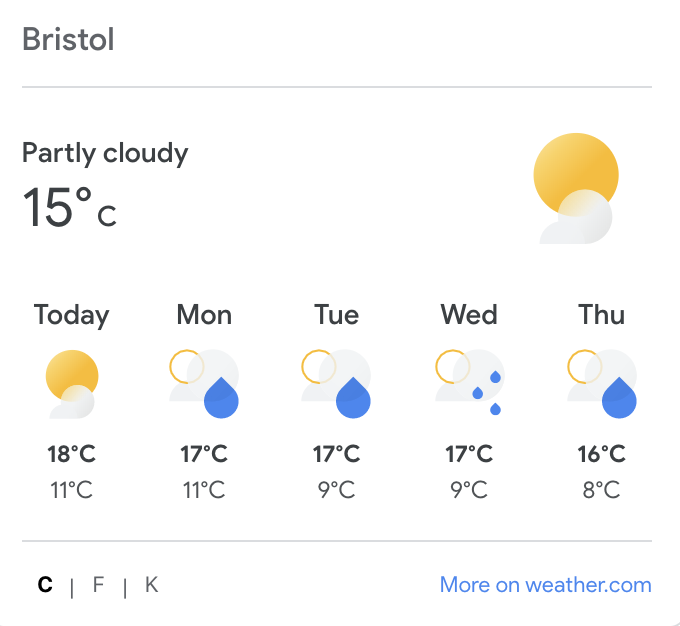 Bristol
Partly cloudy
15°C
Today Mon Tue Wed Thu
18°C 17°C 17°C 17°C 16°C
11°C 11°C 9°C 9°C 8°C
C | F | K More on weather.com